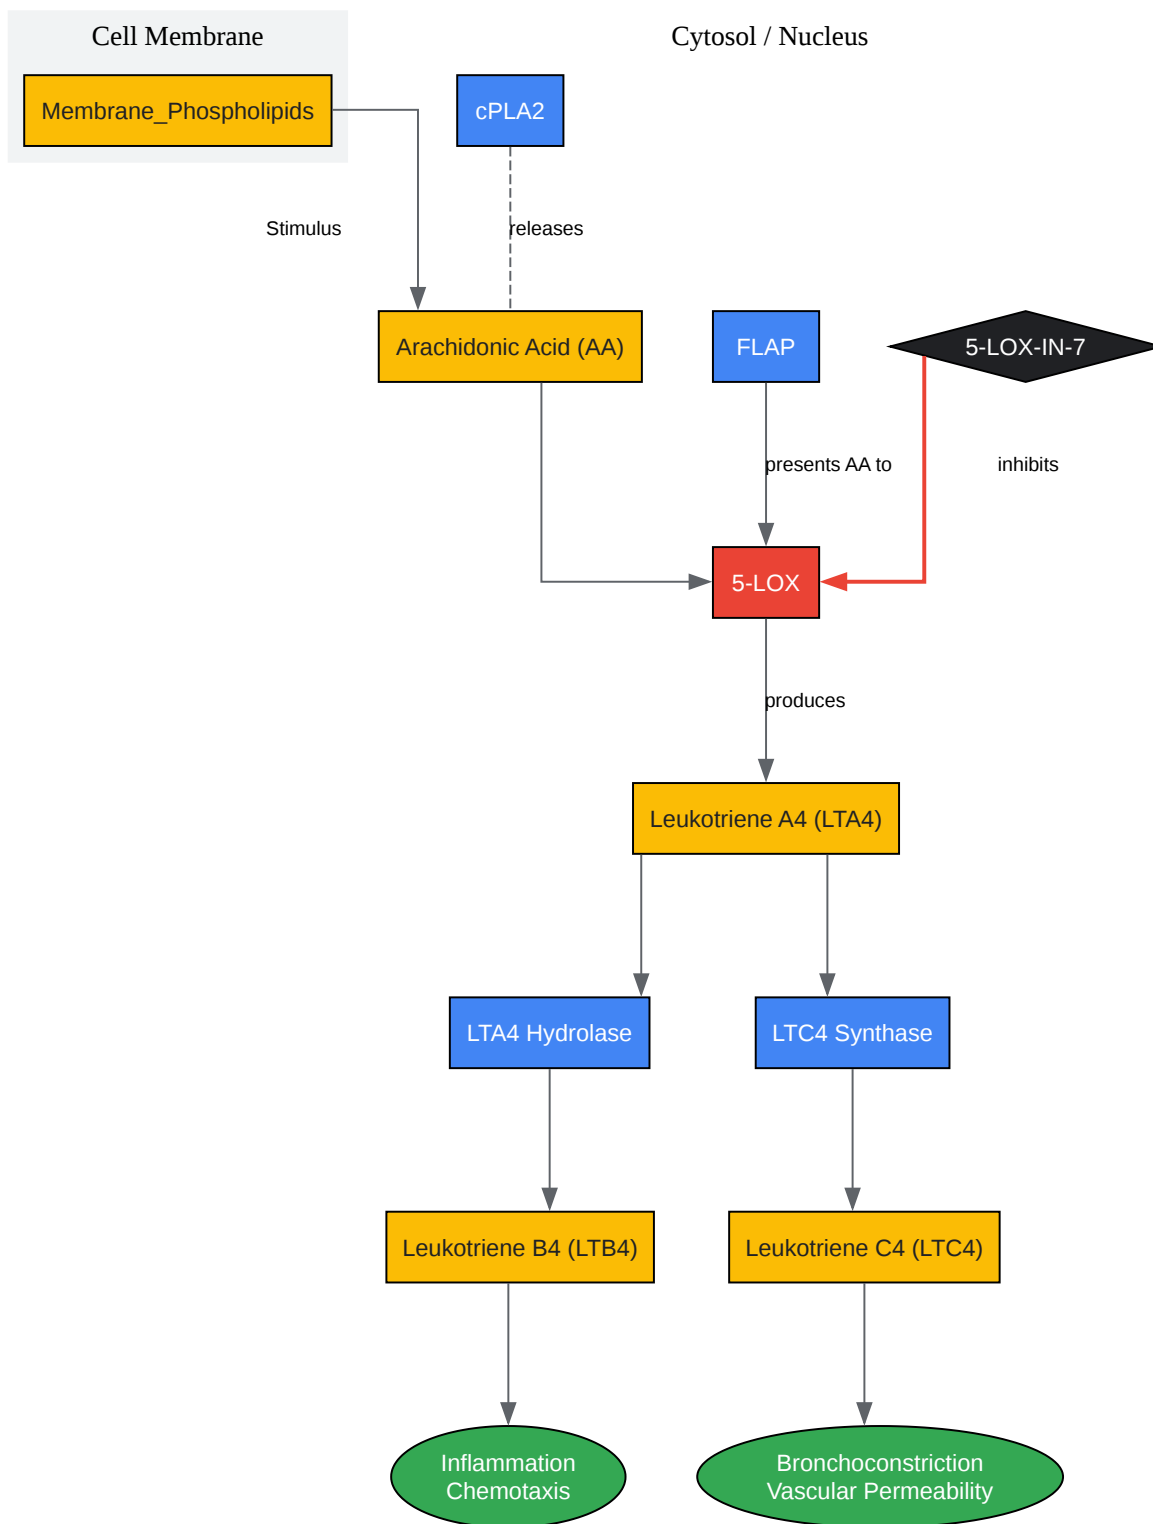 Cell Membrane
Cytosol / Nucleus
Membrane_Phospholipids
cPLA2
Stimulus
releases
Arachidonic Acid (AA)
FLAP
5-LOX-IN-7
presents AA to
inhibits
5-LOX
produces
Leukotriene A4 (LTA4)
LTA4 Hydrolase
LTC4 Synthase
Leukotriene B4 (LTB4)
Leukotriene C4 (LTC4)
Inflammation
Chemotaxis
Bronchoconstriction
Vascular Permeability